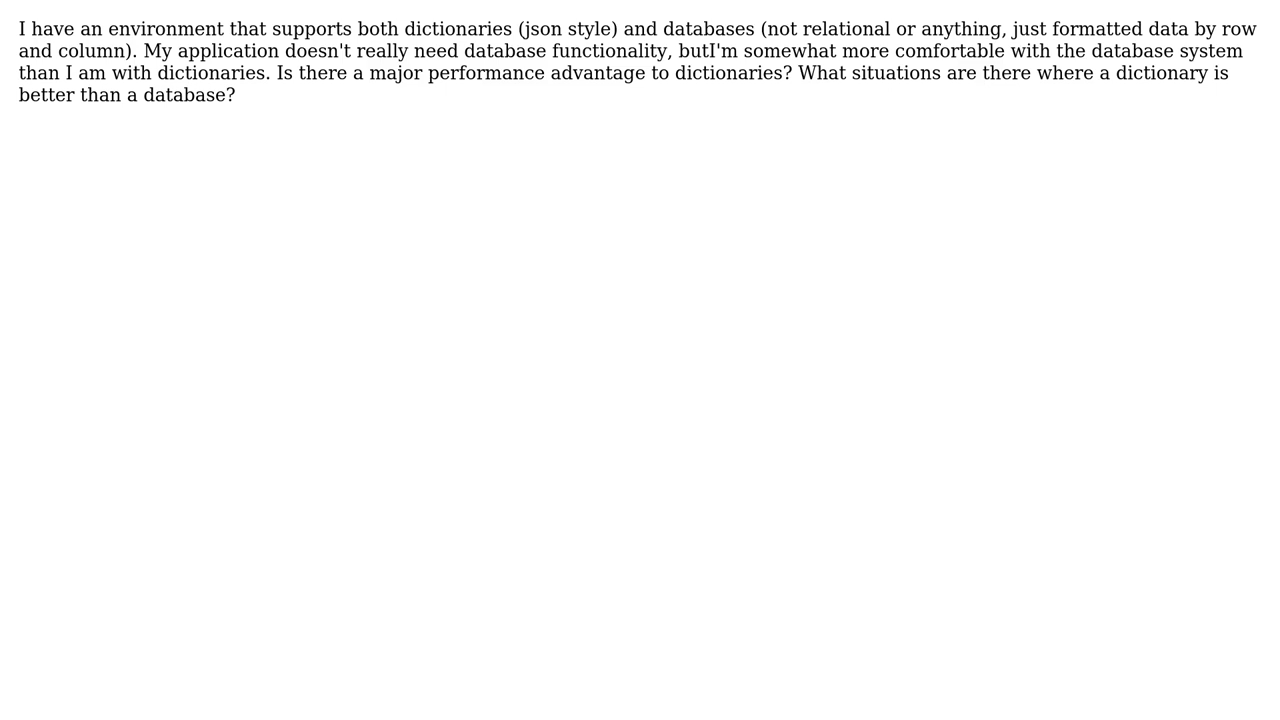 I have an environment that supports both dictionaries (json style) and databases (not relational or anything, just formatted data by row
and column). My application doesn't really need database functionality, butI'm somewhat more comfortable with the database system
than I am with dictionaries. Is there a major performance advantage to dictionaries? What situations are there where a dictionary is
better than a database?